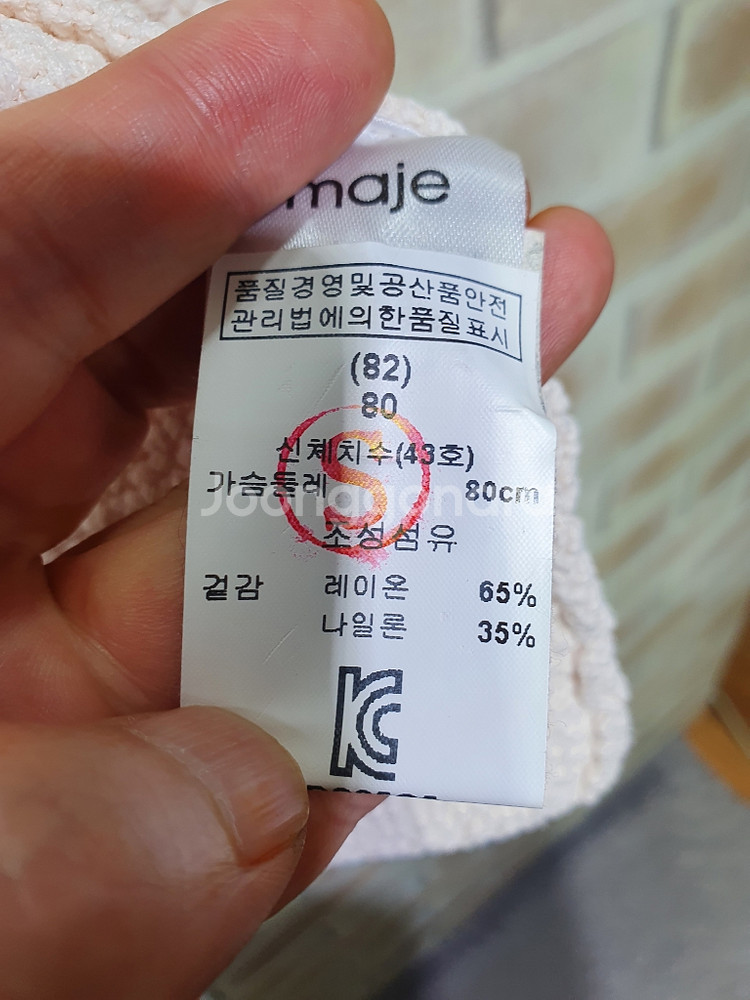 maje
품질경영및공산품안전
관리법에의한품질표시
(82)
80
신체치수(43호)
가슴둘레 80cm
S
Joonggonara
조성섬유
겉감 레이온 65%
나일론 35%
KC